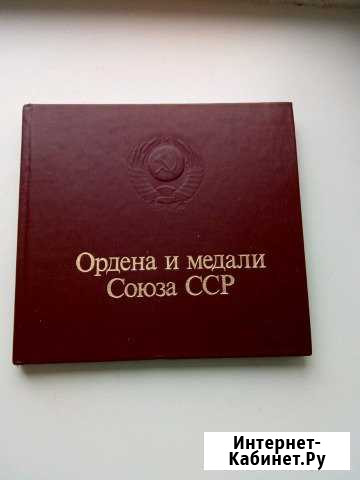 Ордена и медали
Союза ССР
Интернет-
Кабинет.Ру